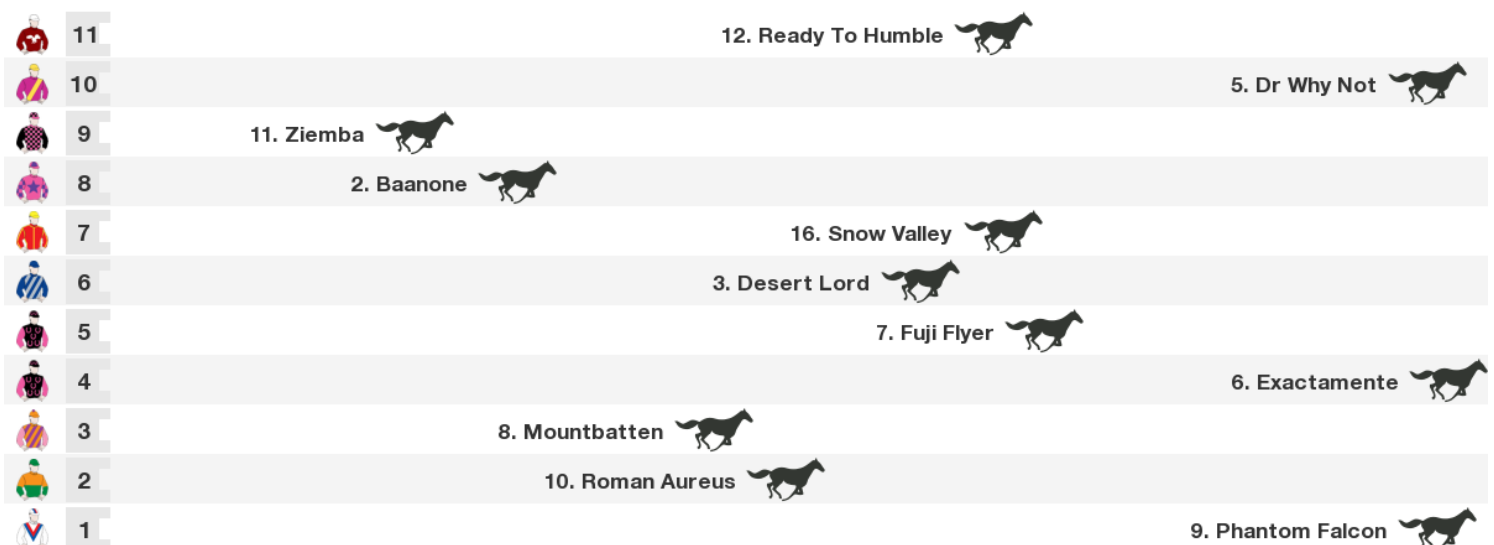 11 12. Ready To Humble
10 5. Dr Why Not
9 11. Ziemba
8 2. Baanone
7 16. Snow Valley
6 3. Desert Lord
5 7. Fuji Flyer
4 6. Exactamente
3 8. Mountbatten
2 10. Roman Aureus
1 9. Phantom Falcon